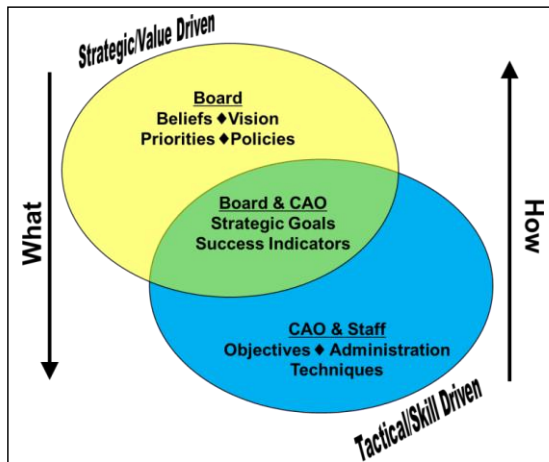 Strategic/Value Driven
Board
Beliefs ♦Vision
Priorities ♦Policies
Board & CAO
Strategic Goals
Success Indicators
What
How
CAO & Staff
Objectives ♦ Administration
Techniques
Tactical/Skill Driven